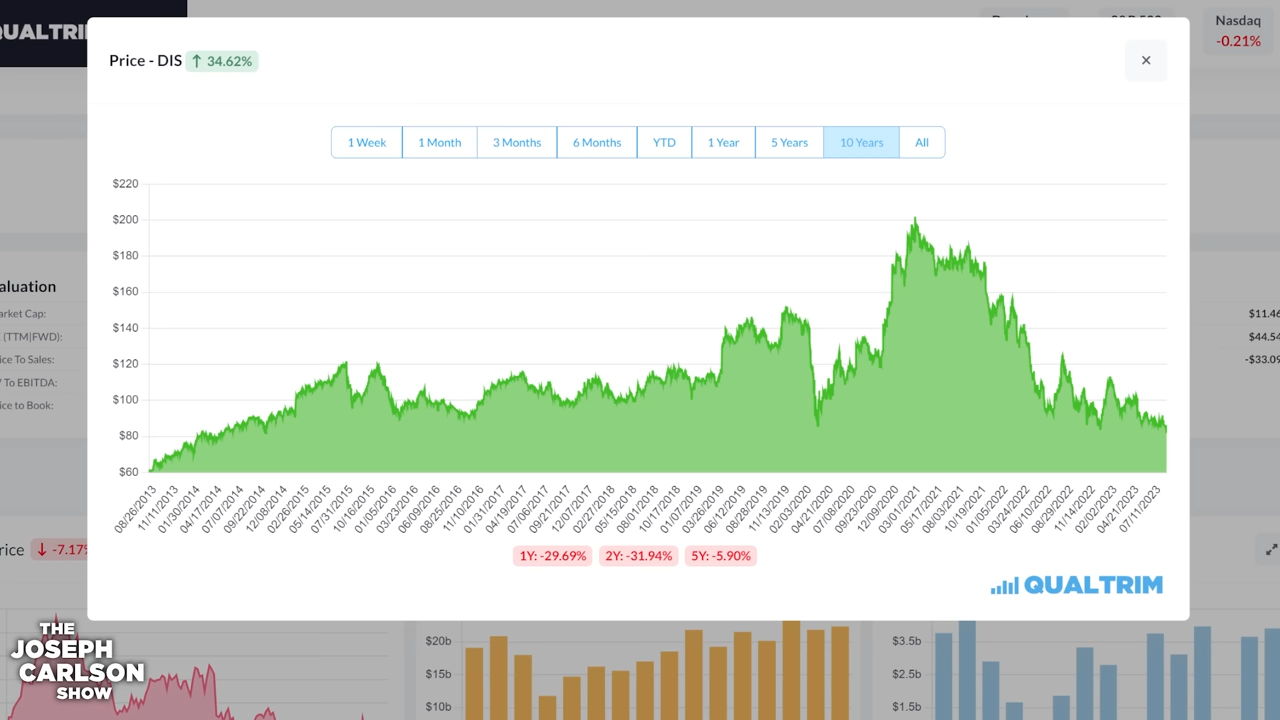 QUALTRIM
Nasdaq
-0.21%
Price - DIS ↑ 34.62%
×
1 Week 1 Month 3 Months 6 Months YTD 1 Year 5 Years 10 Years All
$220
$200
$180
$160
$140
$120
$100
$80
$60
08/26/2013 11/11/2013 01/30/2014 04/17/2014 07/07/2014 09/22/2014 12/08/2014 02/26/2015 05/14/2015 07/31/2015 10/16/2015 01/06/2016 03/23/2016 06/09/2016 08/25/2016 11/10/2016 01/31/2017 04/19/2017 07/06/2017 09/21/2017 12/07/2017 02/27/2018 05/15/2018 08/01/2018 10/17/2018 01/07/2019 03/26/2019 06/12/2019 08/28/2019 11/13/2019 02/03/2020 04/21/2020 07/08/2020 09/23/2020 12/09/2020 03/01/2021 05/17/2021 08/03/2021 10/19/2021 01/05/2022 03/24/2022 06/10/2022 08/29/2022 11/14/2022 02/02/2023 04/21/2023 07/11/2023
1Y: -29.69% 2Y: -31.94% 5Y: -5.90%
QUALTRIM
aluation
arket Cap:
(TTM|FWD):
ice To Sales:
/ To EBITDA:
ice to Book:
$11.46
$44.54
-$33.09
rice ↓ -7.17%
$20b
$15b
$10b
$3.5b
$2.5b
$1.5b
THE
JOSEPH
CARLSON
SHOW